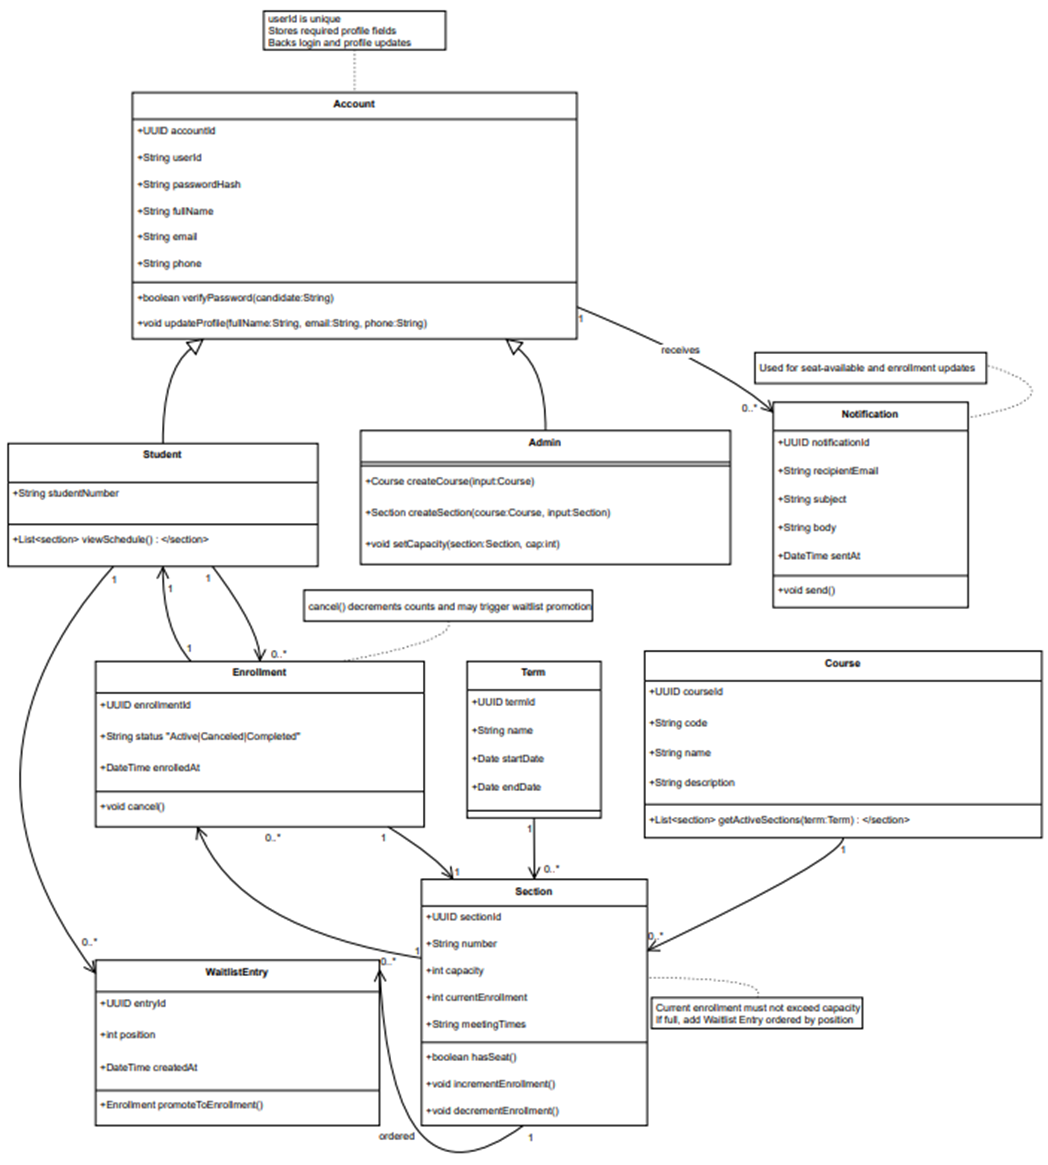 userId is unique
Stores required profile fields
Backs login and profile updates
Account
+UUID accountId
+String userId
+String passwordHash
+String fullName
+String email
+String phone
+boolean verifyPassword(candidate:String)
+void updateProfile(fullName:String, email:String, phone:String)
1
receives
0..*
Used for seat-available and enrollment updates
Notification
+UUID notificationId
+String recipientEmail
+String subject
+String body
+DateTime sentAt
+void send()
Student
+String studentNumber
+List<section> viewSchedule() : </section>
Admin
+Course createCourse(input:Course)
+Section createSection(course:Course, input:Section)
+void setCapacity(section:Section, cap:int)
1
1
1
1
0..*
cancel() decrements counts and may trigger waitlist promotion
Enrollment
+UUID enrollmentId
+String status "Active|Canceled|Completed"
+DateTime enrolledAt
+void cancel()
Term
+UUID termId
+String name
+Date startDate
+Date endDate
Course
+UUID courseId
+String code
+String name
+String description
+List<section> getActiveSections(term:Term) : </section>
0..*
1
1
1
0..*
1
0..*
Section
+UUID sectionId
+String number
+int capacity
+int currentEnrollment
+String meetingTimes
+boolean hasSeat()
+void incrementEnrollment()
+void decrementEnrollment()
Current enrollment must not exceed capacity
If full, add Waitlist Entry ordered by position
1
0..*
0..*
WaitlistEntry
+UUID entryId
+int position
+DateTime createdAt
+Enrollment promoteToEnrollment()
ordered
1